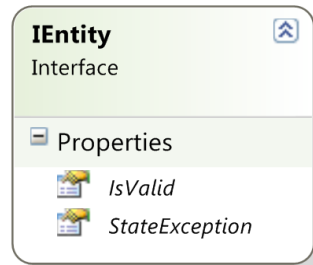 IEntity
Interface
Properties
IsValid
StateException